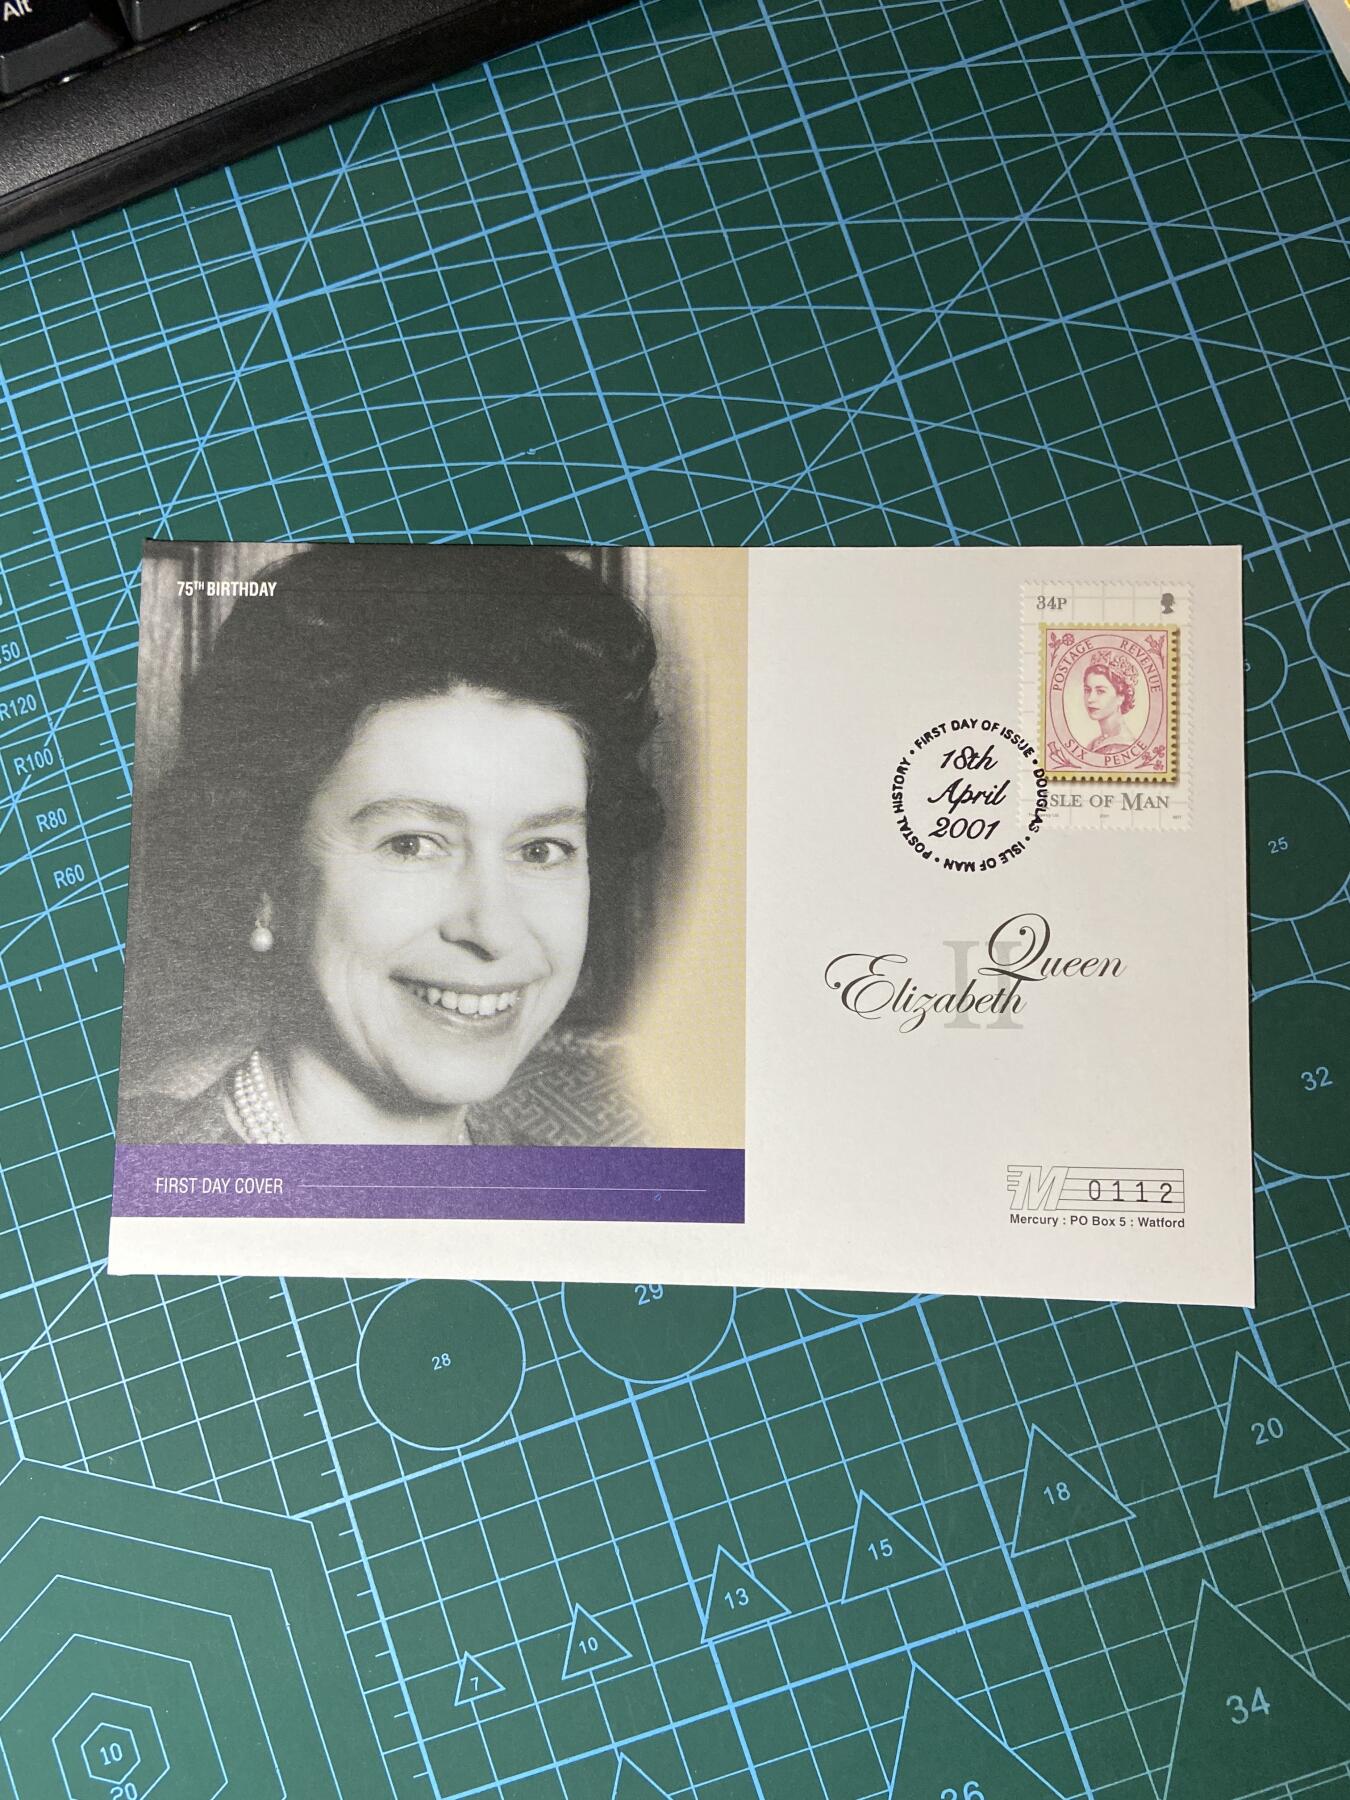 Alt
75TH BIRTHDAY
34P
POSTAGE REVENUE
SIX PENCE
ISLE OF MAN
FIRST DAY OF ISSUE • DOUGLAS • ISLE OF MAN • POSTAL HISTORY •
18th
April
2001
II
Queen
Elizabeth
FIRST DAY COVER
M 0112
Mercury : PO Box 5 : Watford
R120
R100
R80
R60
25
32
29
28
20
18
15
13
10
7
34
10
20